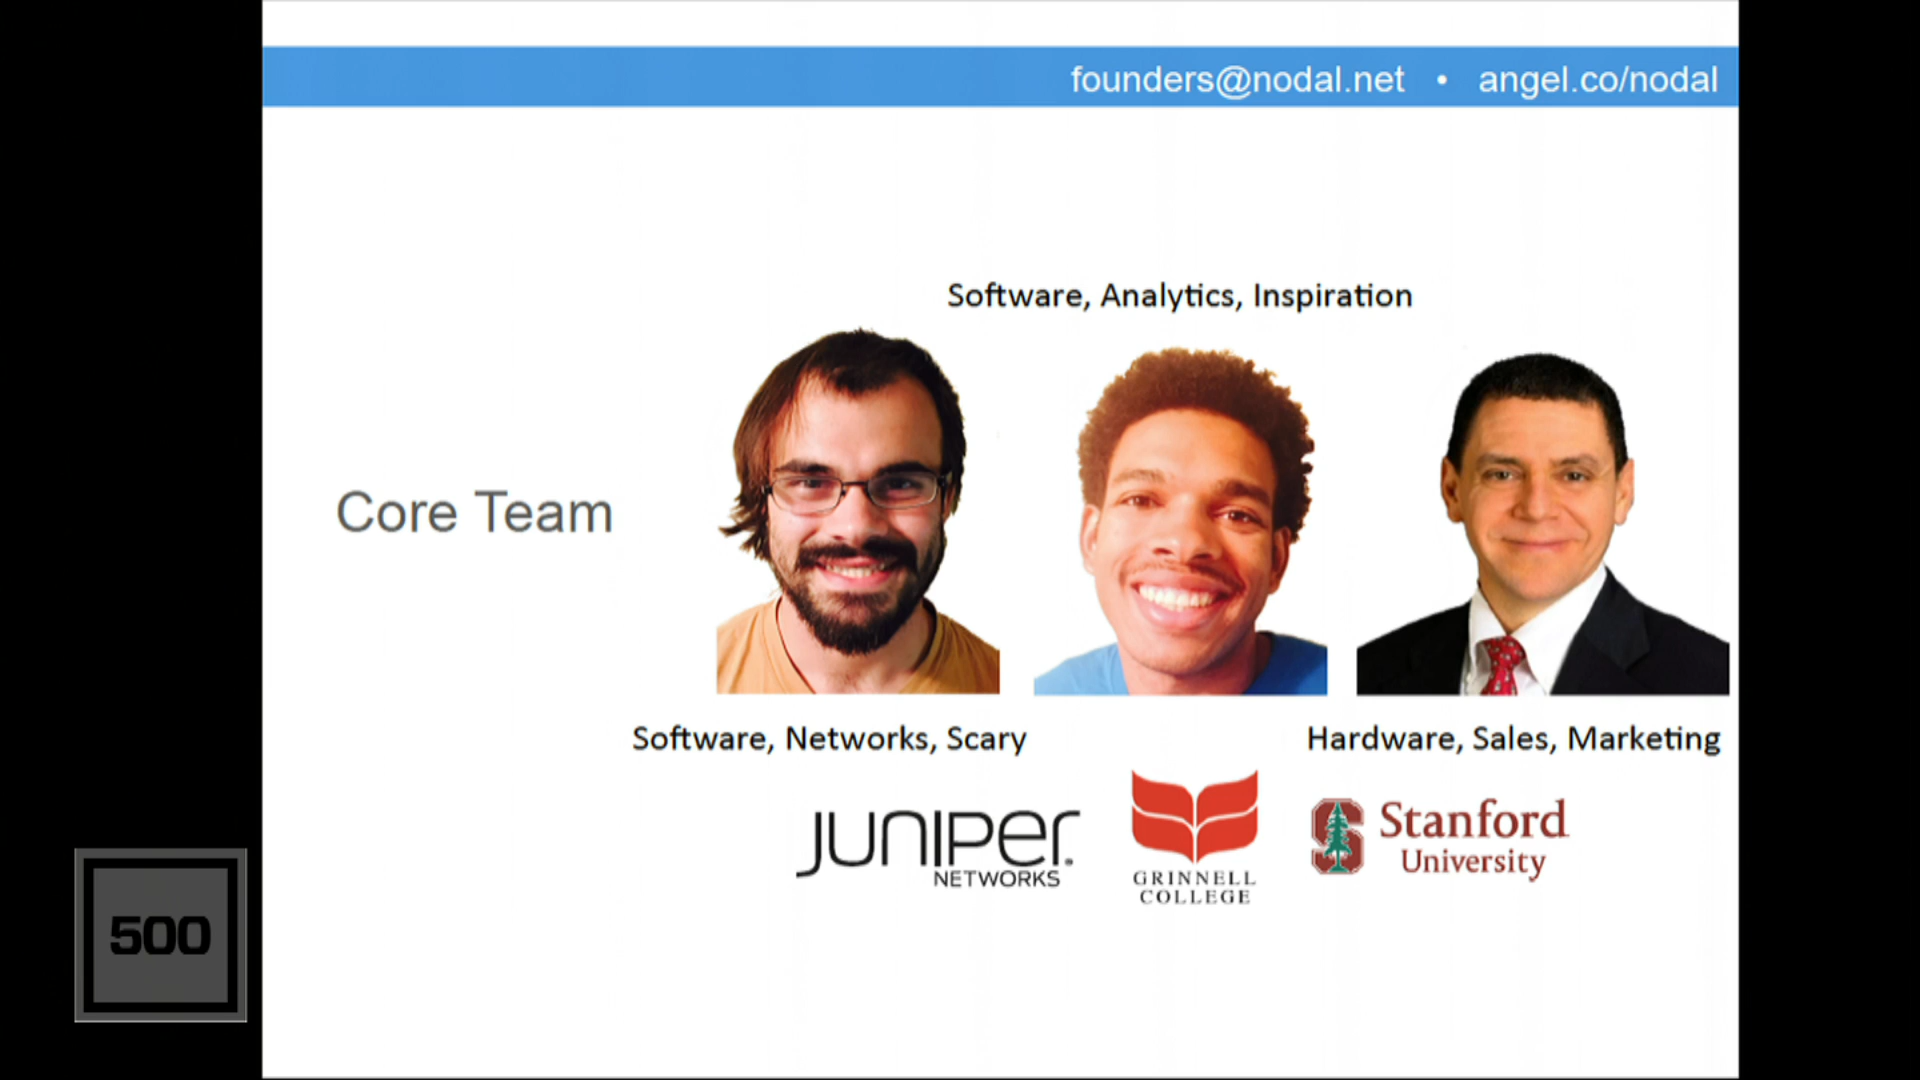 founders@nodal.net • angel.co/nodal
Software, Analytics, Inspiration
Core Team
Software, Networks, Scary
Hardware, Sales, Marketing
JUNIPER
NETWORKS
GRINNELL
COLLEGE
Stanford
University
500